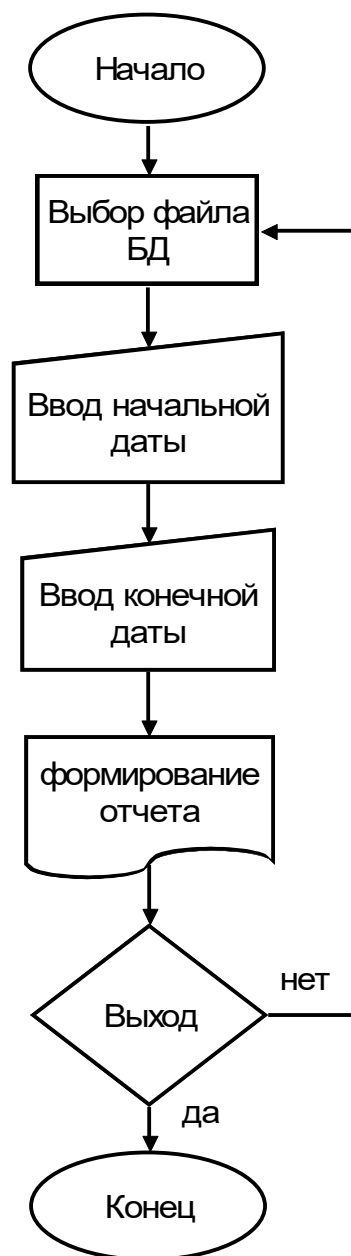 Начало
Выбор файла
БД
Ввод начальной
даты
Ввод конечной
даты
формирование
отчета
нет
Выход
да
Конец